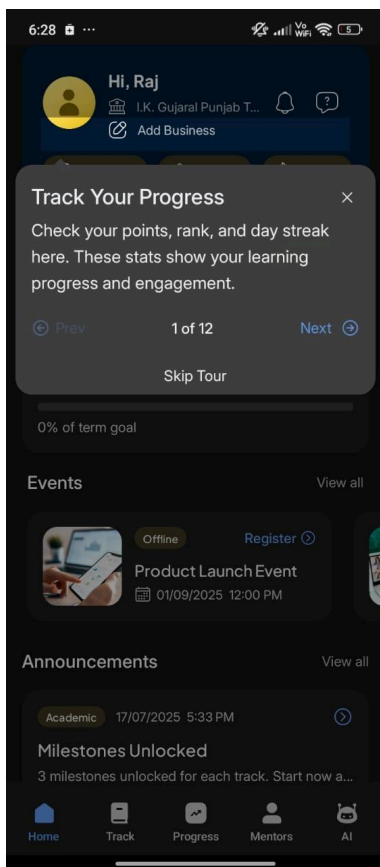 6:28
Vo
WiFi
5
Hi, Raj
I.K. Gujaral Punjab T...
Add Business
Track Your Progress
Check your points, rank, and day streak
here. These stats show your learning
progress and engagement.
Prev
1 of 12
Next
Skip Tour
0% of term goal
Events
View all
Offline
Register
Product Launch Event
01/09/2025 12:00 PM
Announcements
View all
Academic
17/07/2025 5:33 PM
Milestones Unlocked
3 milestones unlocked for each track. Start now a...
Home
Track
Progress
Mentors
AI